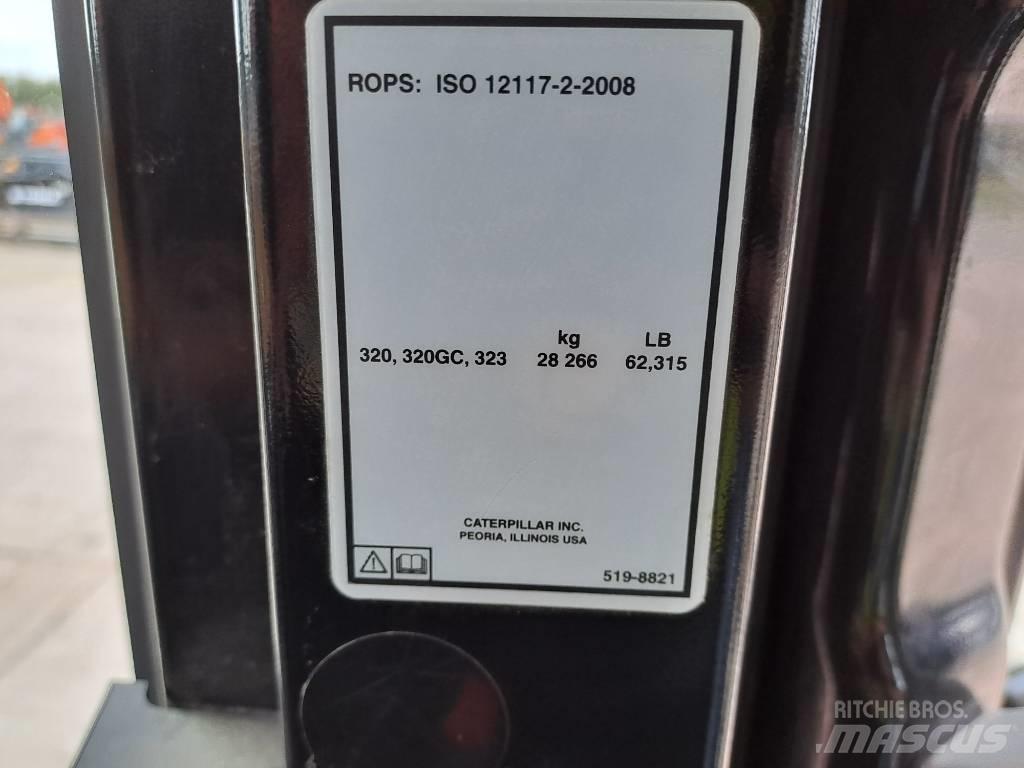 ROPS: ISO 12117-2-2008
kg LB
320, 320GC, 323 28 266 62,315
CATERPILLAR INC.
PEORIA, ILLINOIS USA
519-8821
RITCHIE BROS.
MASCUS